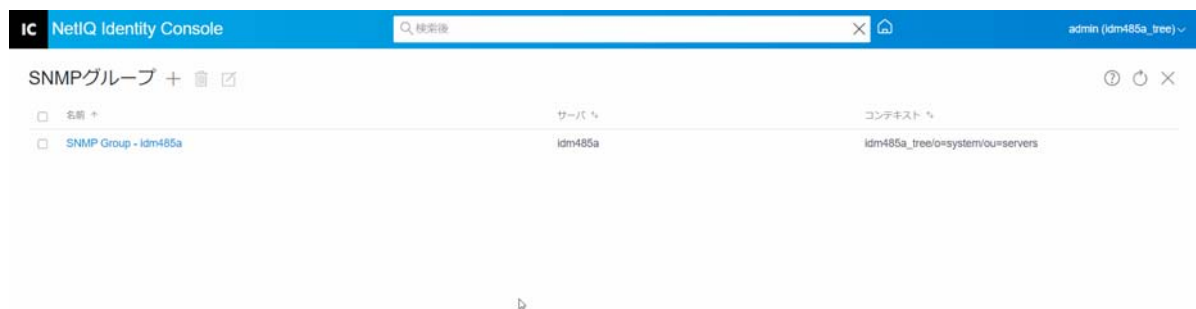 IC NetIQ Identity Console
検索後
admin (idm485a_tree)
SNMPグループ
名前 サーバ コンテキスト
SNMP Group - idm485a idm485a idm485a_tree/o=system/ou=servers